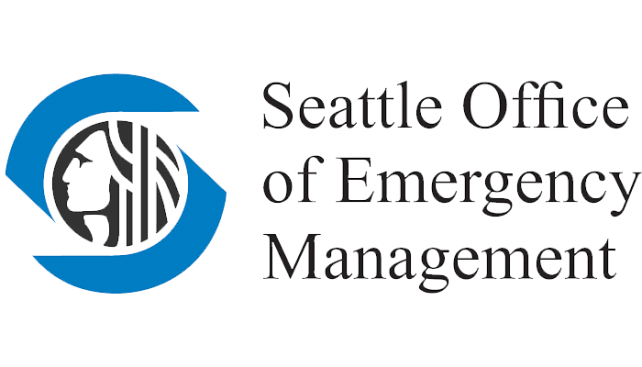 Seattle Office
of Emergency
Management